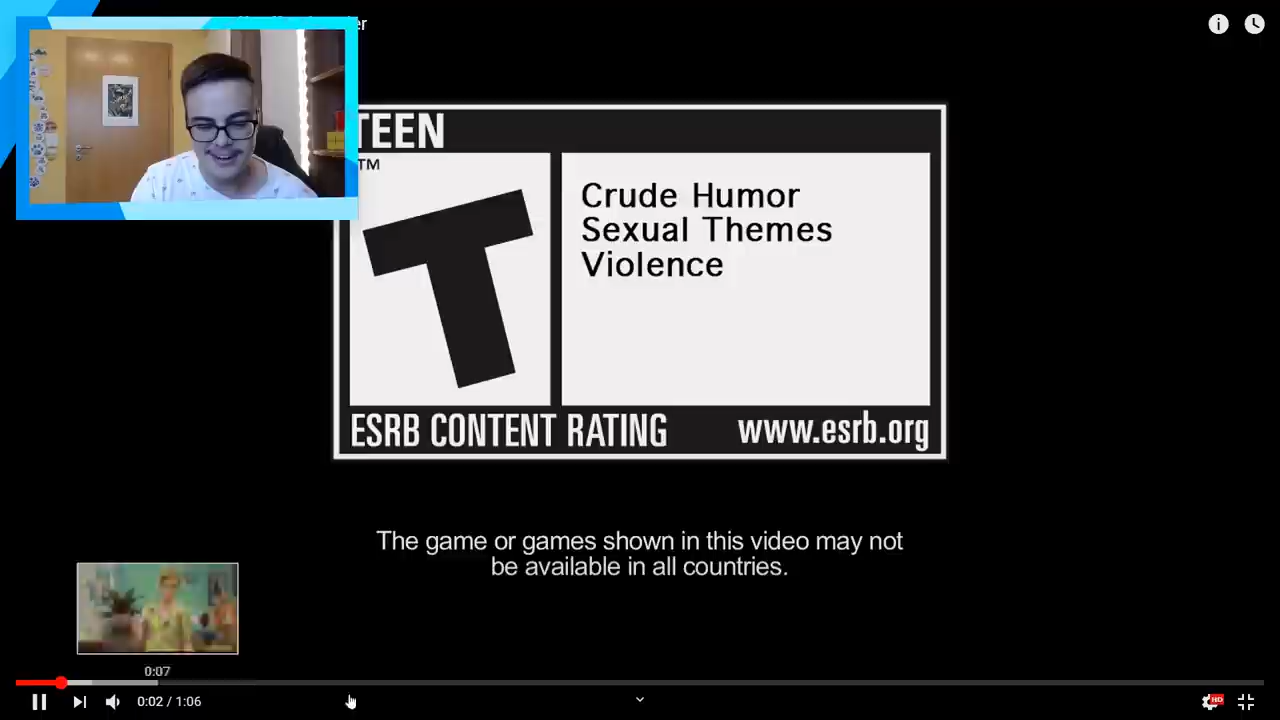 TEEN
TM
T
Crude Humor
Sexual Themes
Violence
ESRB CONTENT RATING
www.esrb.org
The game or games shown in this video may not
be available in all countries.
0:07
0:02 / 1:06
HD